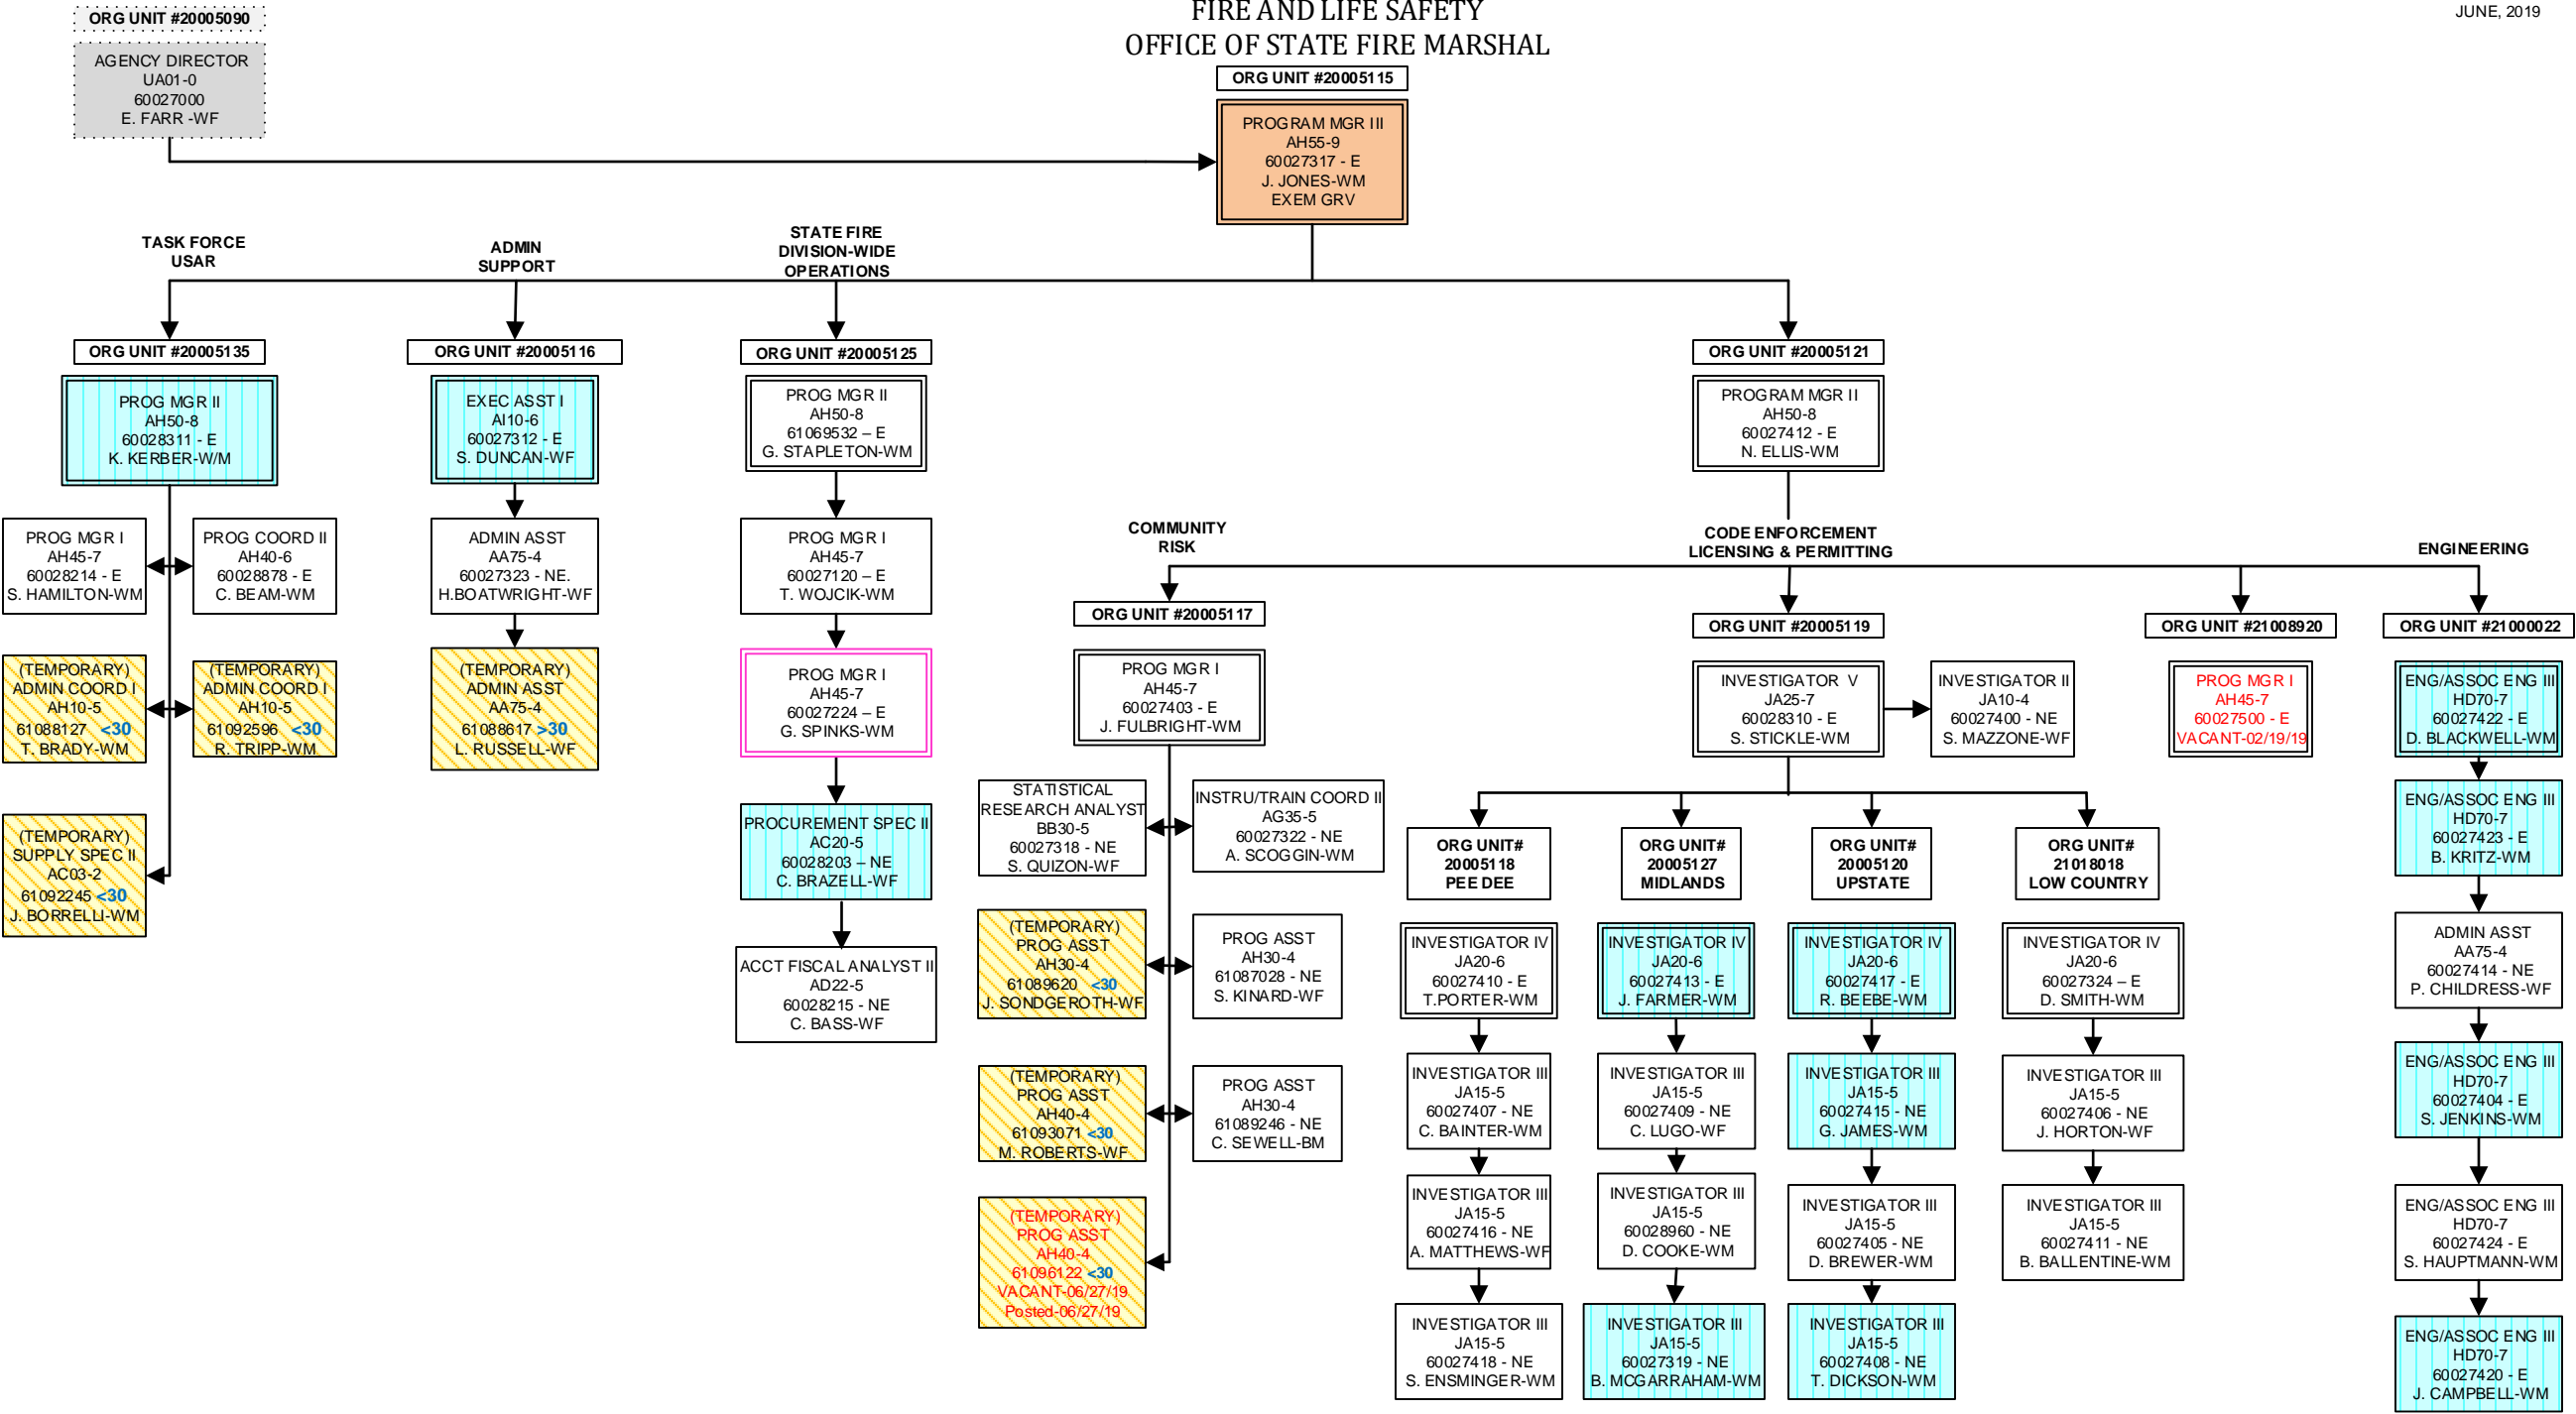 FIRE AND LIFE SAFETY
OFFICE OF STATE FIRE MARSHAL
JUNE, 2019
ORG UNIT #20005090
AGENCY DIRECTOR
UA01-0
60027000
E. FARR -WF
ORG UNIT #20005115
PROGRAM MGR III
AH55-9
60027317 - E
J. JONES-WM
EXEM GRV
TASK FORCE
USAR
ADMIN
SUPPORT
STATE FIRE
DIVISION-WIDE
OPERATIONS
ORG UNIT #20005135
PROG MGR II
AH50-8
60028311 - E
K. KERBER-W/M
PROG MGR I
AH45-7
60028214 - E
S. HAMILTON-WM
PROG COORD II
AH40-6
60028878 - E
C. BEAM-WM
(TEMPORARY)
ADMIN COORD I
AH10-5
61088127 <30
T. BRADY-WM
(TEMPORARY)
ADMIN COORD I
AH10-5
61092596 <30
R. TRIPP-WM
(TEMPORARY)
SUPPLY SPEC II
AC03-2
61092245 <30
J. BORRELLI-WM
ORG UNIT #20005116
EXEC ASST I
AI10-6
60027312 - E
S. DUNCAN-WF
ADMIN ASST
AA75-4
60027323 - NE.
H.BOATWRIGHT-WF
(TEMPORARY)
ADMIN ASST
AA75-4
61088617 >30
L. RUSSELL-WF
ORG UNIT #20005125
PROG MGR II
AH50-8
61069532 – E
G. STAPLETON-WM
PROG MGR I
AH45-7
60027120 – E
T. WOJCIK-WM
PROG MGR I
AH45-7
60027224 – E
G. SPINKS-WM
PROCUREMENT SPEC II
AC20-5
60028203 – NE
C. BRAZELL-WF
ACCT FISCAL ANALYST II
AD22-5
60028215 - NE
C. BASS-WF
ORG UNIT #20005121
PROGRAM MGR II
AH50-8
60027412 - E
N. ELLIS-WM
COMMUNITY
RISK
CODE ENFORCEMENT
LICENSING & PERMITTING
ENGINEERING
ORG UNIT #20005117
PROG MGR I
AH45-7
60027403 - E
J. FULBRIGHT-WM
STATISTICAL
RESEARCH ANALYST
BB30-5
60027318 - NE
S. QUIZON-WF
INSTRU/TRAIN COORD II
AG35-5
60027322 - NE
A. SCOGGIN-WM
(TEMPORARY)
PROG ASST
AH30-4
61089620 <30
J. SONDGEROTH-WF
PROG ASST
AH30-4
61087028 - NE
S. KINARD-WF
(TEMPORARY)
PROG ASST
AH40-4
61093071 <30
M. ROBERTS-WF
PROG ASST
AH30-4
61089246 - NE
C. SEWELL-BM
(TEMPORARY)
PROG ASST
AH40-4
61096122 <30
VACANT-06/27/19
Posted-06/27/19
ORG UNIT #20005119
INVESTIGATOR V
JA25-7
60028310 - E
S. STICKLE-WM
INVESTIGATOR II
JA10-4
60027400 - NE
S. MAZZONE-WF
ORG UNIT#
20005118
PEE DEE
INVESTIGATOR IV
JA20-6
60027410 - E
T.PORTER-WM
INVESTIGATOR III
JA15-5
60027407 - NE
C. BAINTER-WM
INVESTIGATOR III
JA15-5
60027416 - NE
A. MATTHEWS-WF
INVESTIGATOR III
JA15-5
60027418 - NE
S. ENSMINGER-WM
ORG UNIT#
20005127
MIDLANDS
INVESTIGATOR IV
JA20-6
60027413 - E
J. FARMER-WM
INVESTIGATOR III
JA15-5
60027409 - NE
C. LUGO-WF
INVESTIGATOR III
JA15-5
60028960 - NE
D. COOKE-WM
INVESTIGATOR III
JA15-5
60027319 - NE
B. MCGARRAHAM-WM
ORG UNIT#
20005120
UPSTATE
INVESTIGATOR IV
JA20-6
60027417 - E
R. BEEBE-WM
INVESTIGATOR III
JA15-5
60027415 - NE
G. JAMES-WM
INVESTIGATOR III
JA15-5
60027405 - NE
D. BREWER-WM
INVESTIGATOR III
JA15-5
60027408 - NE
T. DICKSON-WM
ORG UNIT#
21018018
LOW COUNTRY
INVESTIGATOR IV
JA20-6
60027324 – E
D. SMITH-WM
INVESTIGATOR III
JA15-5
60027406 - NE
J. HORTON-WF
INVESTIGATOR III
JA15-5
60027411 - NE
B. BALLENTINE-WM
ORG UNIT #21008920
PROG MGR I
AH45-7
60027500 - E
VACANT-02/19/19
ORG UNIT #21000022
ENG/ASSOC ENG III
HD70-7
60027422 - E
D. BLACKWELL-WM
ENG/ASSOC ENG III
HD70-7
60027423 - E
B. KRITZ-WM
ADMIN ASST
AA75-4
60027414 - NE
P. CHILDRESS-WF
ENG/ASSOC ENG III
HD70-7
60027404 - E
S. JENKINS-WM
ENG/ASSOC ENG III
HD70-7
60027424 - E
S. HAUPTMANN-WM
ENG/ASSOC ENG III
HD70-7
60027420 - E
J. CAMPBELL-WM